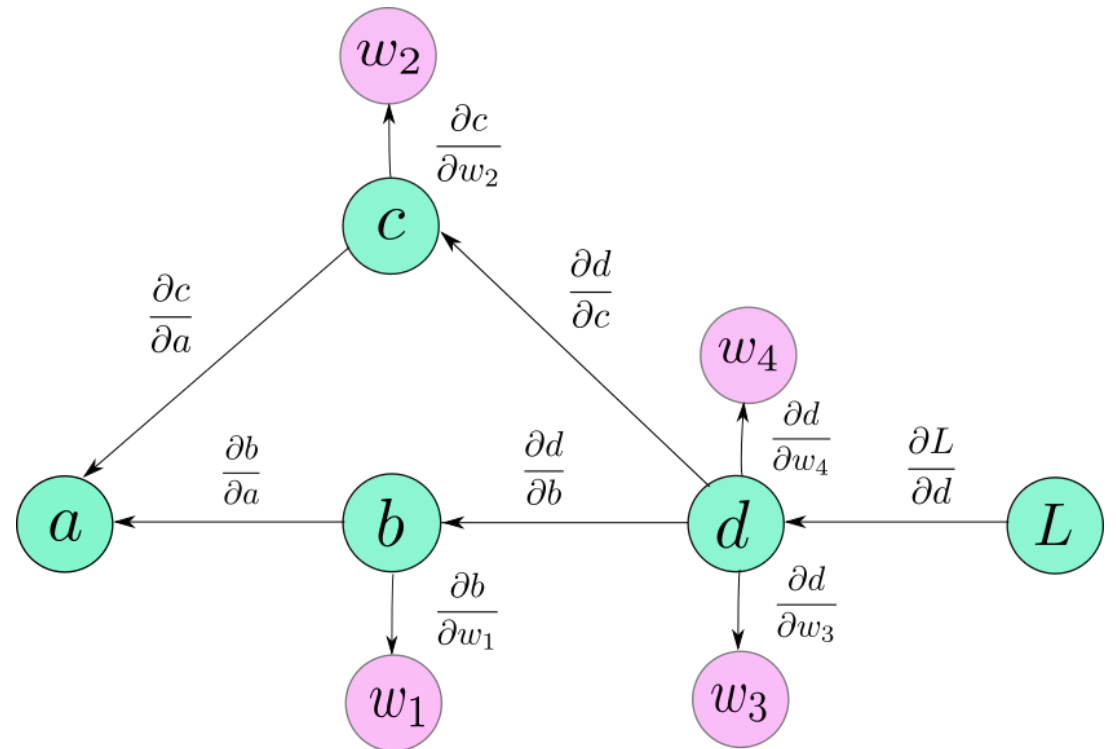 w₂
∂c/∂w₂
c
∂c/∂a
∂d/∂c
w₄
∂d/∂w₄
∂L/∂d
∂b/∂a
∂d/∂b
a
b
d
L
∂b/∂w₁
∂d/∂w₃
w₁
w₃